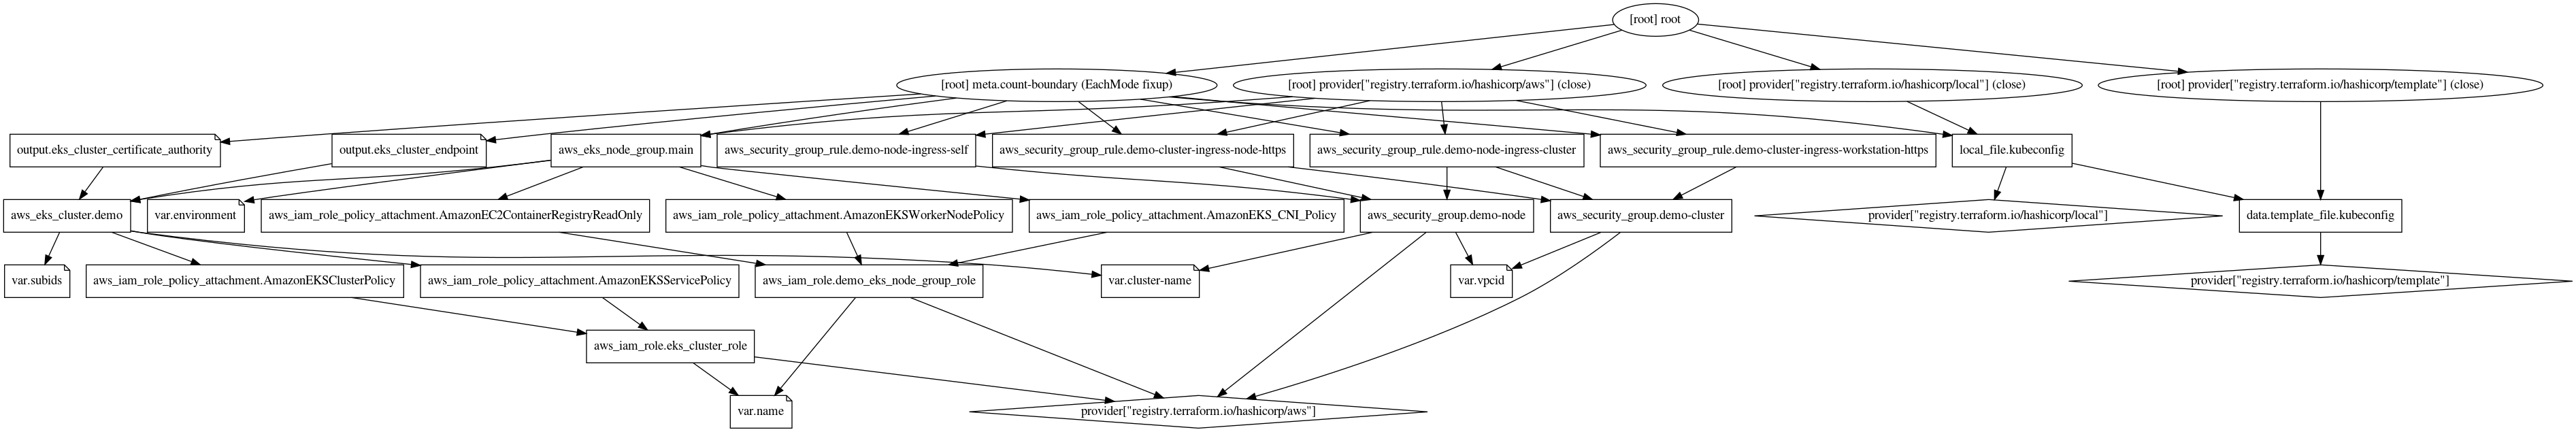 [root] root
[root] meta.count-boundary (EachMode fixup)
[root] provider["registry.terraform.io/hashicorp/aws"] (close)
[root] provider["registry.terraform.io/hashicorp/local"] (close)
[root] provider["registry.terraform.io/hashicorp/template"] (close)
output.eks_cluster_certificate_authority
output.eks_cluster_endpoint
aws_eks_node_group.main
aws_security_group_rule.demo-node-ingress-self
aws_security_group_rule.demo-cluster-ingress-node-https
aws_security_group_rule.demo-node-ingress-cluster
aws_security_group_rule.demo-cluster-ingress-workstation-https
local_file.kubeconfig
aws_eks_cluster.demo
var.environment
aws_iam_role_policy_attachment.AmazonEC2ContainerRegistryReadOnly
aws_iam_role_policy_attachment.AmazonEKSWorkerNodePolicy
aws_iam_role_policy_attachment.AmazonEKS_CNI_Policy
aws_security_group.demo-node
aws_security_group.demo-cluster
provider["registry.terraform.io/hashicorp/local"]
data.template_file.kubeconfig
var.subids
aws_iam_role_policy_attachment.AmazonEKSClusterPolicy
aws_iam_role_policy_attachment.AmazonEKSServicePolicy
aws_iam_role.demo_eks_node_group_role
var.cluster-name
var.vpcid
provider["registry.terraform.io/hashicorp/template"]
aws_iam_role.eks_cluster_role
var.name
provider["registry.terraform.io/hashicorp/aws"]